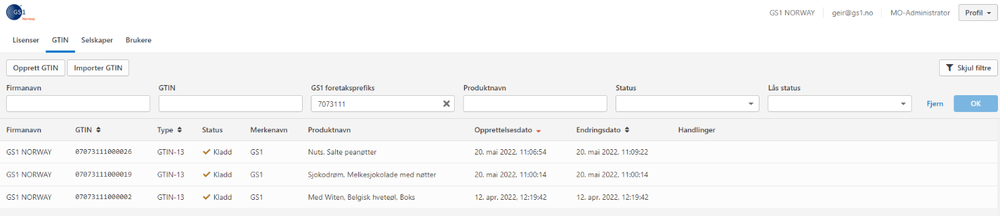 GS1
Norway
GS1 NORWAY geir@gs1.no MO-Administrator Profil
Lisenser GTIN Selskaper Brukere
Opprett GTIN Importer GTIN Skjul filtre
Firmanavn GTIN GS1 foretaksprefiks Produktnavn Status Lås status
7073111 Fjern OK
Firmanavn GTIN Type Status Merkenavn Produktnavn Opprettelsesdato Endringsdato Handlinger
GS1 NORWAY 07073111000026 GTIN-13 Kladd GS1 Nuts, Salte peanøtter 20. mai 2022, 11:06:54 20. mai 2022, 11:09:22
GS1 NORWAY 07073111000019 GTIN-13 Kladd GS1 Sjokodrøm, Melkesjokolade med nøtter 20. mai 2022, 11:00:14 20. mai 2022, 11:00:14
GS1 NORWAY 07073111000002 GTIN-13 Kladd GS1 Med Witen, Belgisk hveteøl, Boks 12. apr. 2022, 12:19:42 12. apr. 2022, 12:19:42